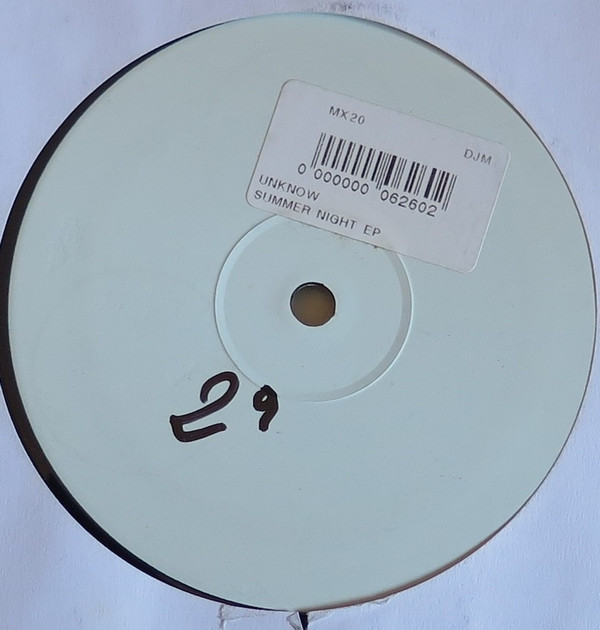 MX20
DJM
0 000000 062602
UNKNOW
SUMMER NIGHT EP
29